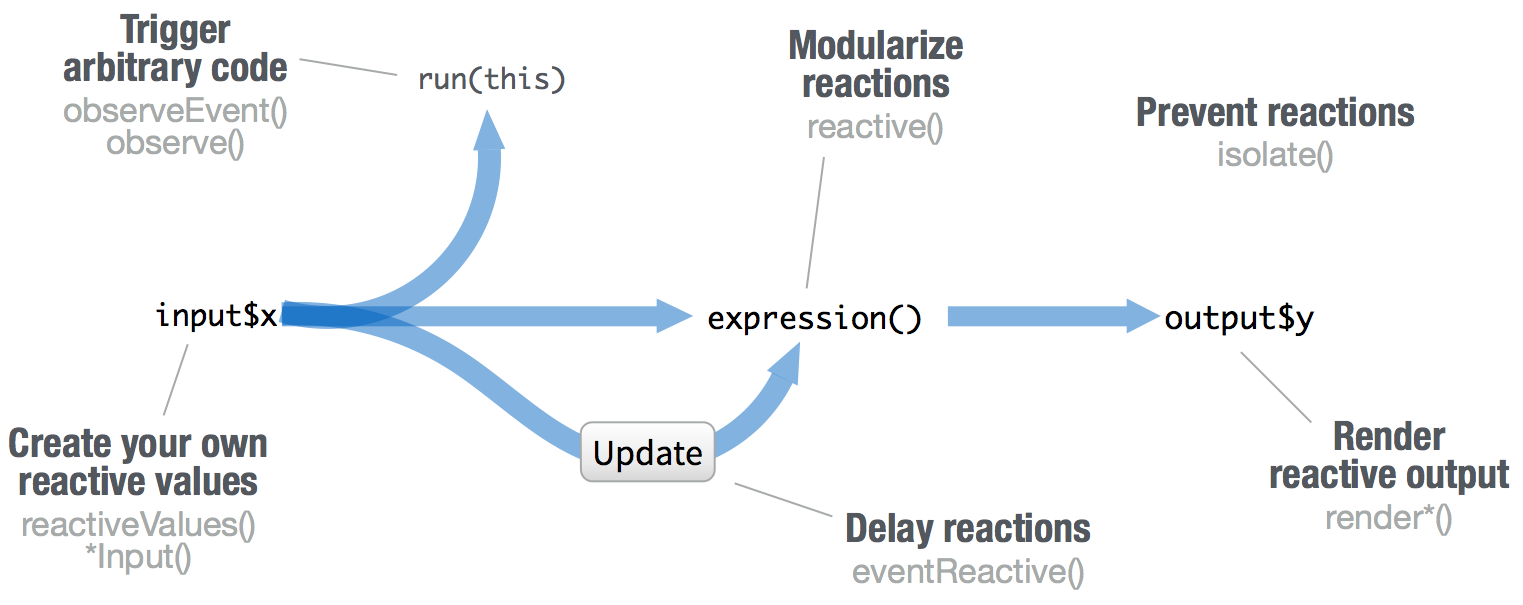 Trigger
arbitrary code
observeEvent()
observe()
run(this)
Modularize
reactions
reactive()
Prevent reactions
isolate()
input$x
expression()
output$y
Create your own
reactive values
reactiveValues()
*Input()
Update
Delay reactions
eventReactive()
Render
reactive output
render*()